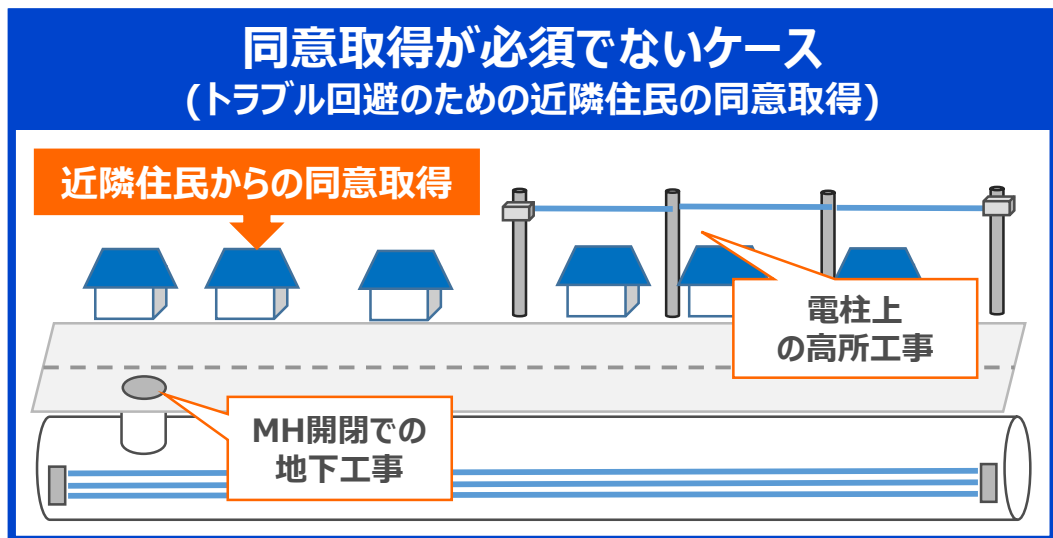 同意取得が必須でないケース
(トラブル回避のための近隣住民の同意取得)
近隣住民からの同意取得
電柱上
の高所工事
MH開閉での
地下工事